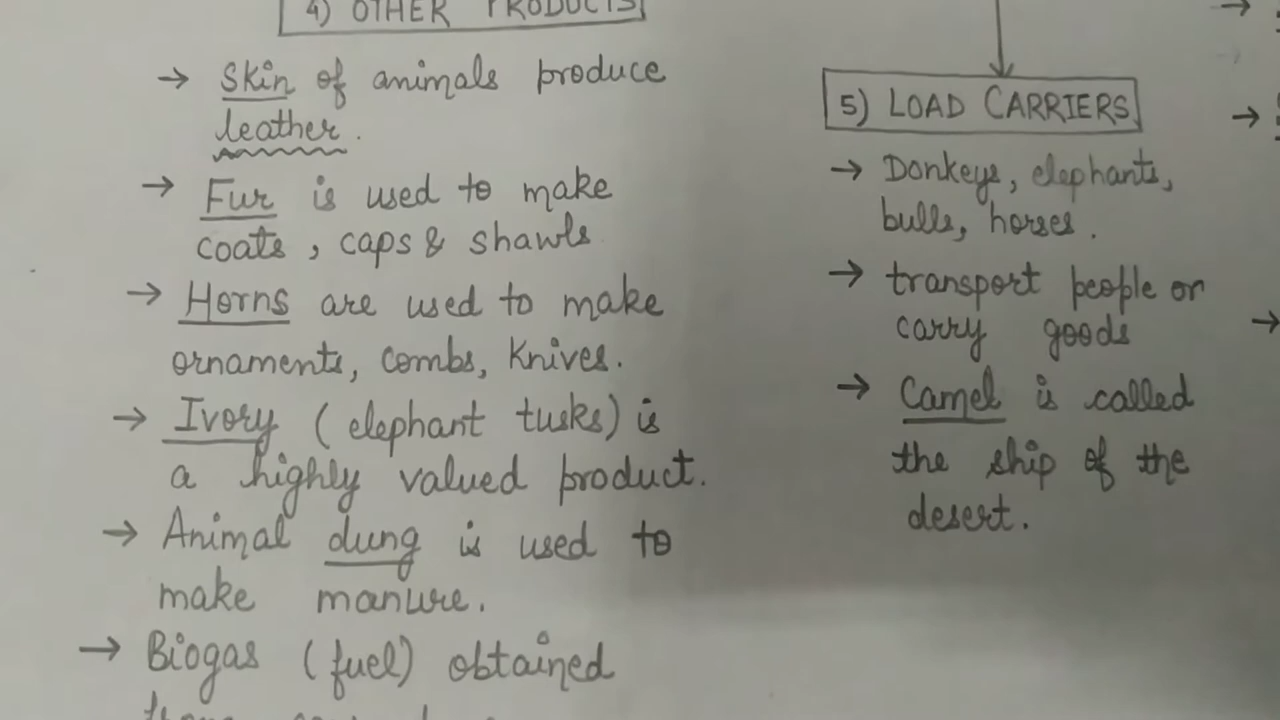 4) OTHER PRODUCTS
→ Skin of animals produce
leather.
→ Fur is used to make
coats, caps & shawls
→ Horns are used to make
ornaments, combs, Knives.
→ Ivory (elephant tusks) is
a highly valued product.
→ Animal dung is used to
make manure.
→ Biogas (fuel) obtained
5) LOAD CARRIERS
→ Donkeys, elephants,
bulls, horses.
→ transport people or
carry goods
→ Camel is called
the ship of the
desert.